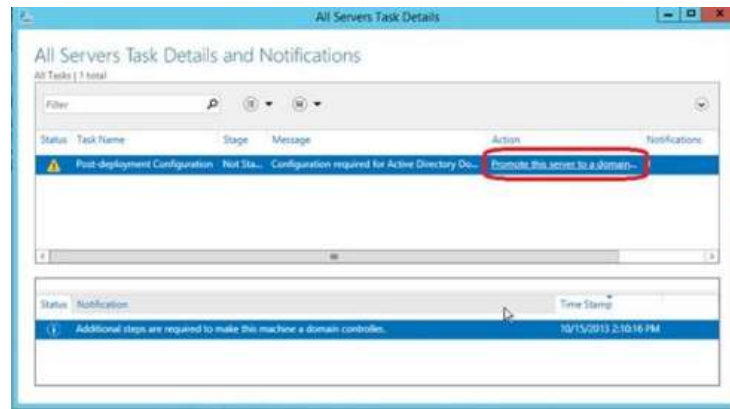 All Servers Task Details
All Servers Task Details and Notifications
All Tasks | 1 total
Filter
Status Task Name Stage Message Action Notifications
Post-deployment Configuration Not Sta... Configuration required for Active Directory Do... Promote this server to a domain...
Status Notification Time Stamp
Additional steps are required to make this machine a domain controller. 10/15/2013 2:10:16 PM